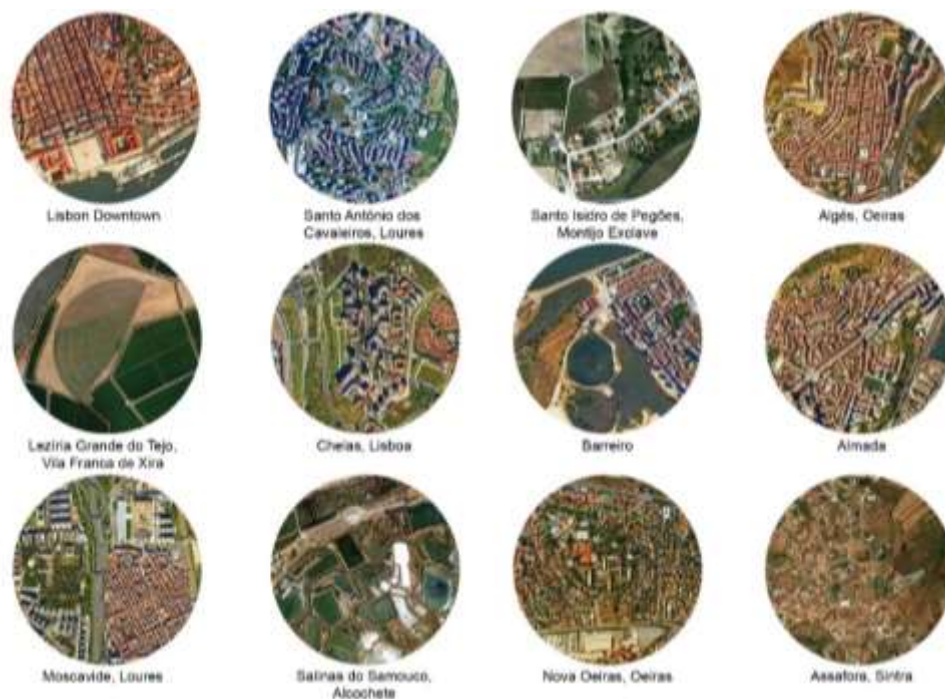 Lisbon Downtown
Santo António dos
Cavaleiros, Loures
Santo Isidro de Pegões,
Montijo Exclave
Algés, Oeiras
Lezíria Grande do Tejo,
Vila Franca de Xira
Chelas, Lisboa
Barreiro
Almada
Moscavide, Loures
Salinas do Samouco,
Alcochete
Nova Oeiras, Oeiras
Assafora, Sintra